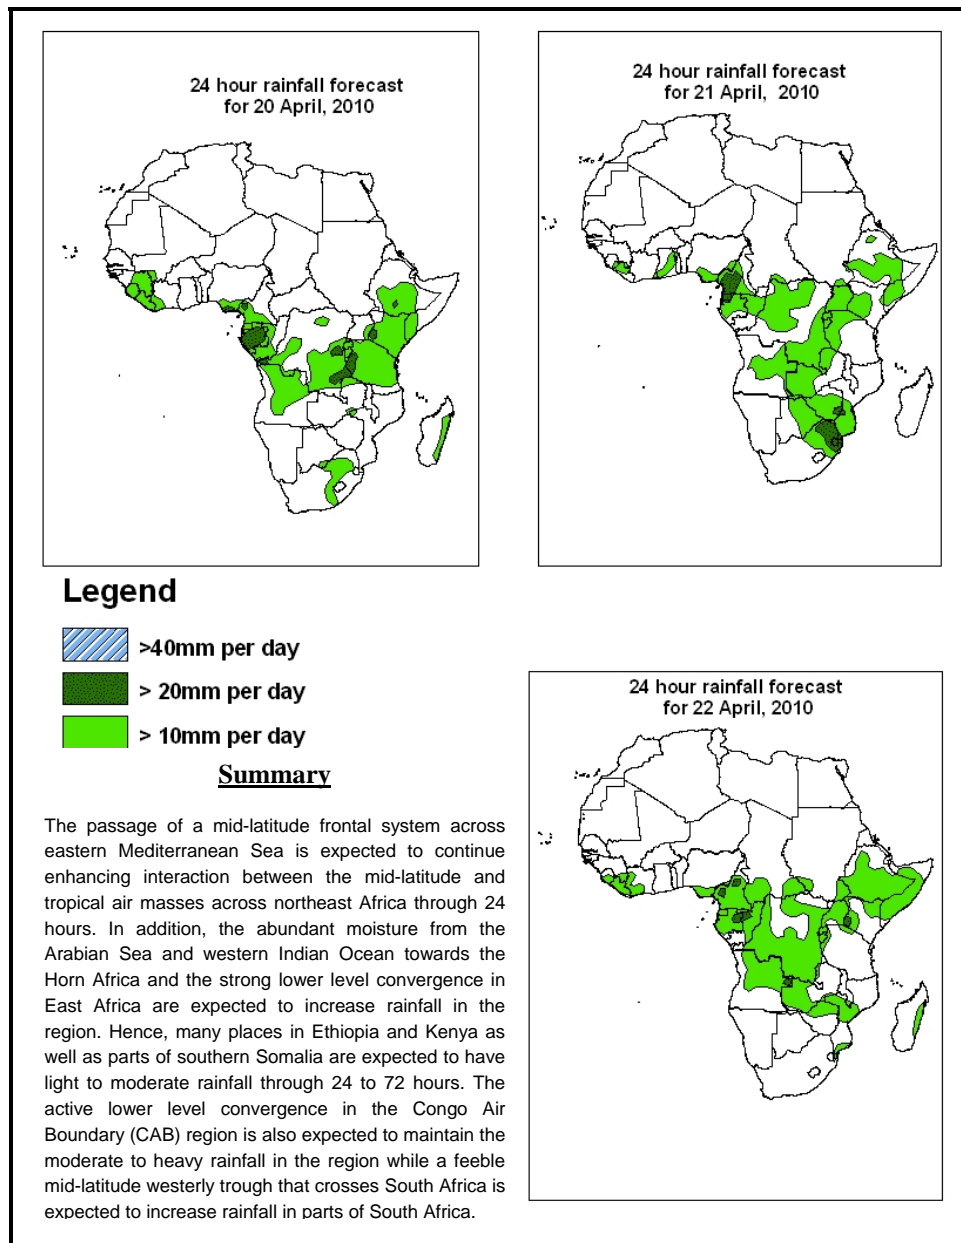 24 hour rainfall forecast
for 20 April, 2010
24 hour rainfall forecast
for 21 April, 2010
Legend
>40mm per day
> 20mm per day
> 10mm per day
24 hour rainfall forecast
for 22 April, 2010
Summary
The passage of a mid-latitude frontal system across
eastern Mediterranean Sea is expected to continue
enhancing interaction between the mid-latitude and
tropical air masses across northeast Africa through 24
hours. In addition, the abundant moisture from the
Arabian Sea and western Indian Ocean towards the
Horn Africa and the strong lower level convergence in
East Africa are expected to increase rainfall in the
region. Hence, many places in Ethiopia and Kenya as
well as parts of southern Somalia are expected to have
light to moderate rainfall through 24 to 72 hours. The
active lower level convergence in the Congo Air
Boundary (CAB) region is also expected to maintain the
moderate to heavy rainfall in the region while a feeble
mid-latitude westerly trough that crosses South Africa is
expected to increase rainfall in parts of South Africa.